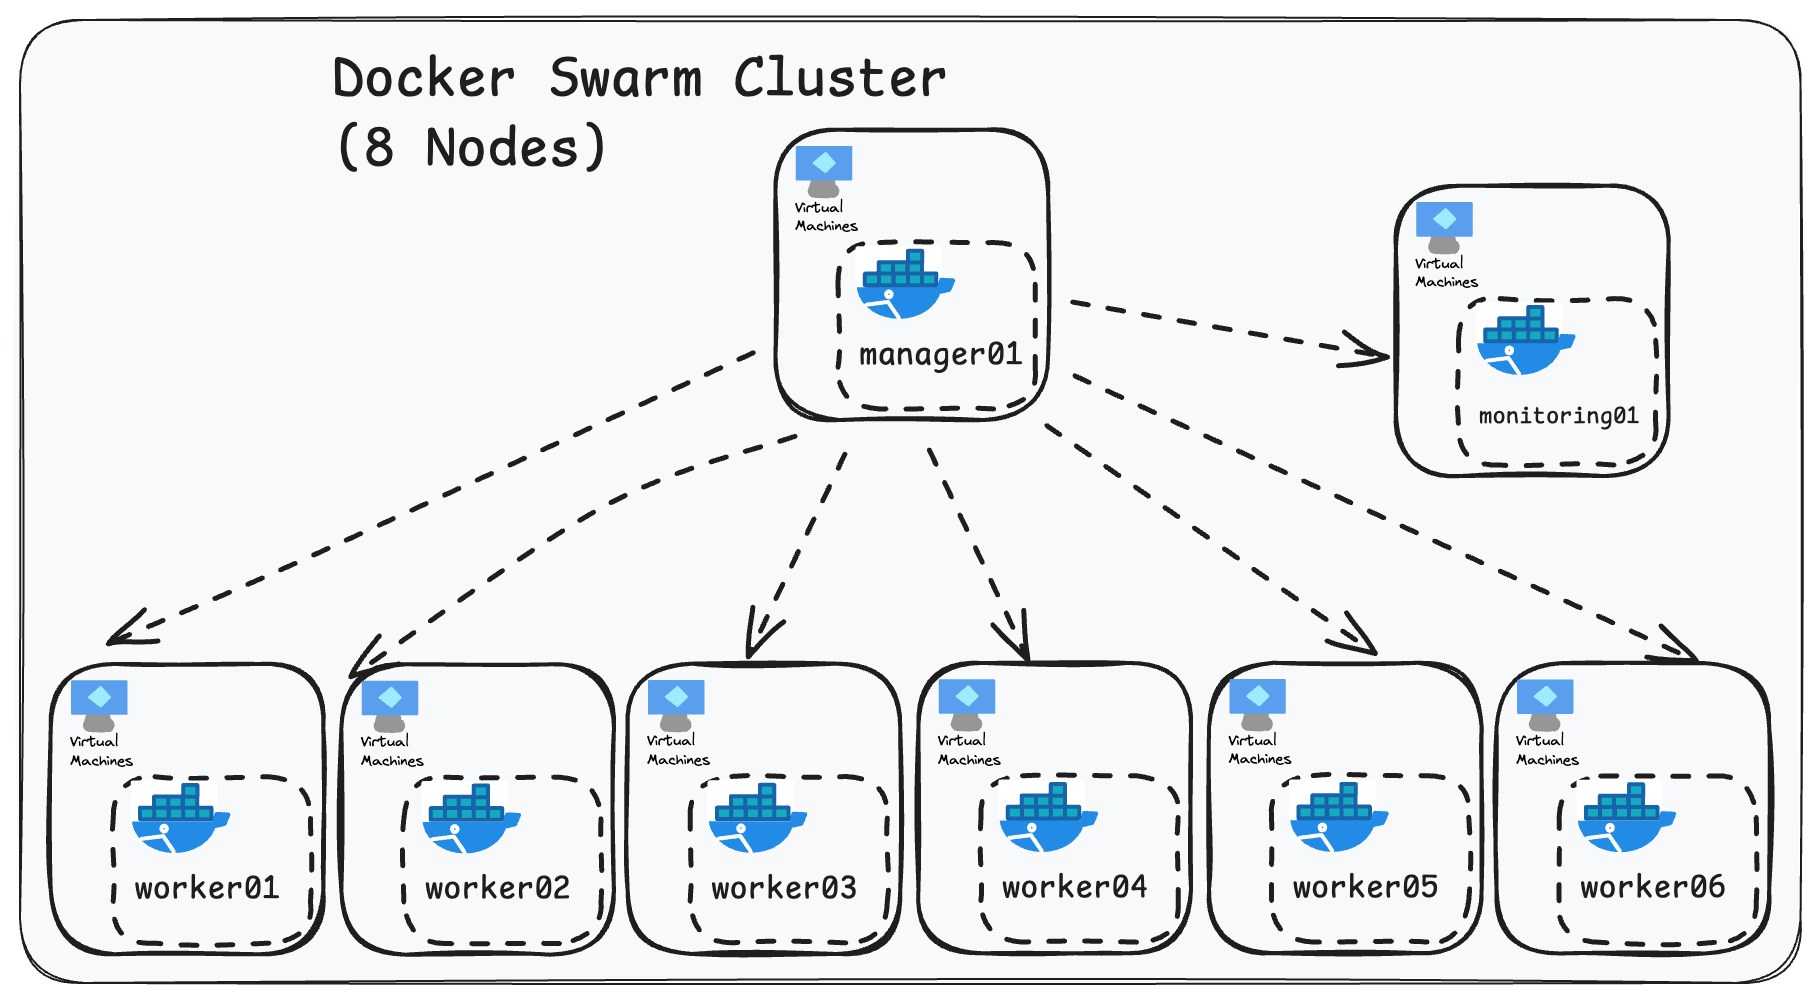 Docker Swarm Cluster
(8 Nodes)
Virtual
Machines
manager01
Virtual
Machines
monitoring01
Virtual
Machines
worker01
Virtual
Machines
worker02
Virtual
Machines
worker03
Virtual
Machines
worker04
Virtual
Machines
worker05
Virtual
Machines
worker06